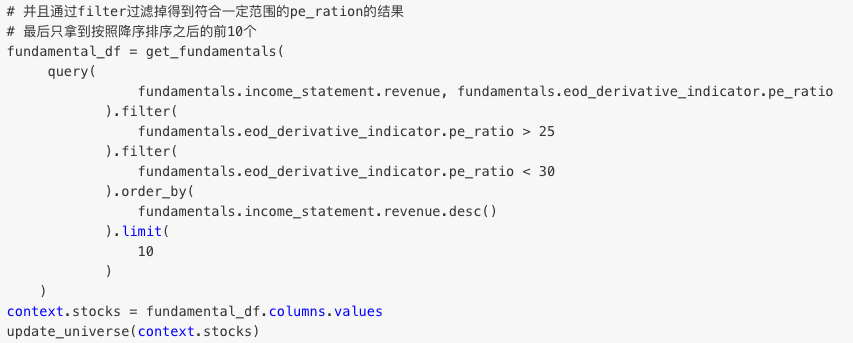 # 并且通过filter过滤掉得到符合一定范围的pe_ration的结果
# 最后只拿到按照降序排序之后的前10个
fundamental_df = get_fundamentals(
query(
fundamentals.income_statement.revenue, fundamentals.eod_derivative_indicator.pe_ratio
).filter(
fundamentals.eod_derivative_indicator.pe_ratio > 25
).filter(
fundamentals.eod_derivative_indicator.pe_ratio < 30
).order_by(
fundamentals.income_statement.revenue.desc()
).limit(
10
)
)
context.stocks = fundamental_df.columns.values
update_universe(context.stocks)